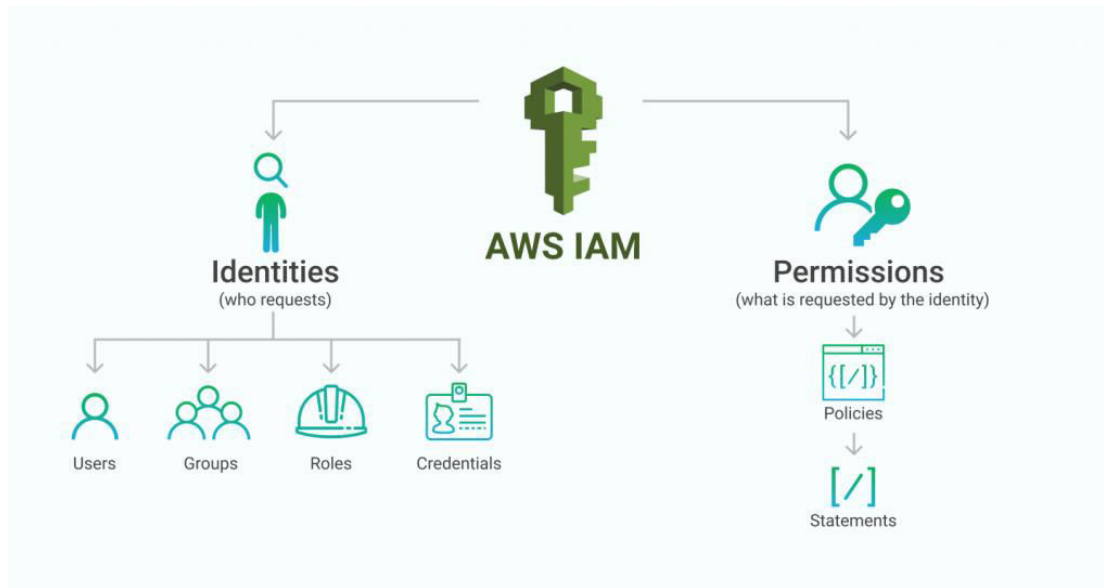 AWS IAM
Identities
(who requests)
Users
Groups
Roles
Credentials
Permissions
(what is requested by the identity)
{[/]}
Policies
[/]
Statements